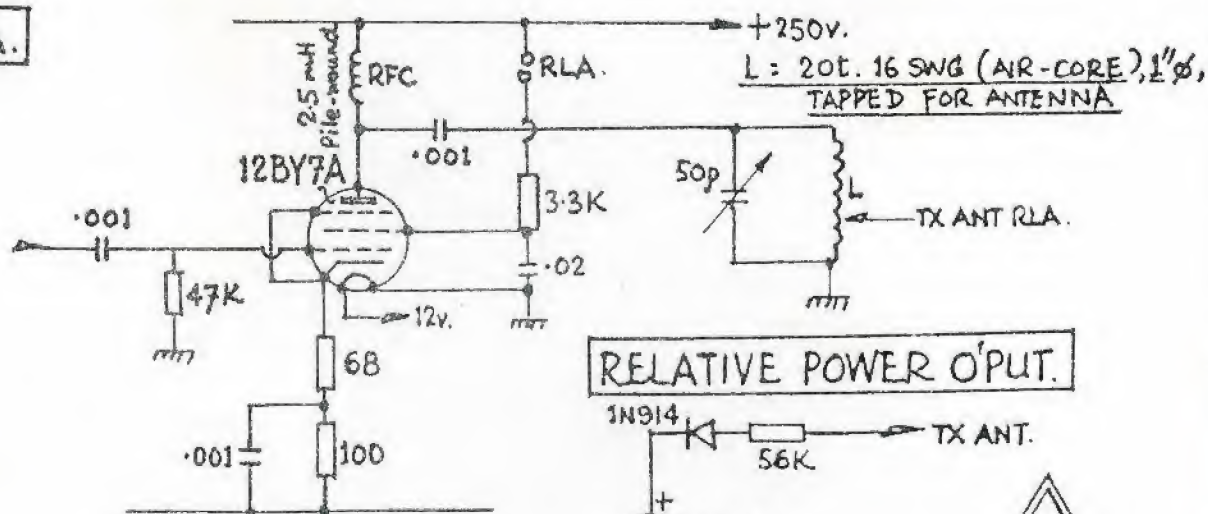 A.
+250V.
L: 20t. 16 SWG (AIR-CORE), 1"ø,
TAPPED FOR ANTENNA
2.5 mH
Pile-wound
RFC
RLA.
.001
12BY7A
50p
L
3.3K
.001
TX ANT RLA.
.02
47K
12v.
68
RELATIVE POWER O'PUT.
1N914
TX ANT.
56K
.001
100
+